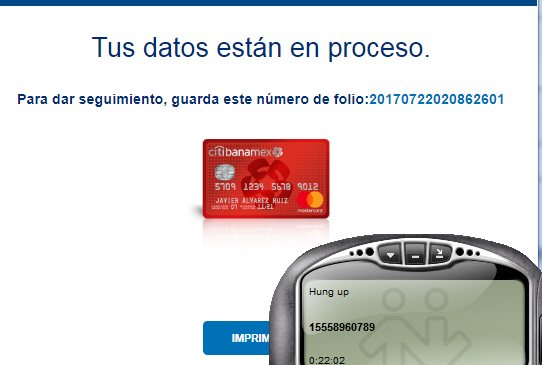 Tus datos están en proceso.
Para dar seguimiento, guarda este número de folio:20170722020862601
citibanamex
5709 1234 5678 9012
JAVIER ALVAREZ RUIZ
07 11/21
mastercard
IMPRIM
Hung up
15558960789
0:22:02